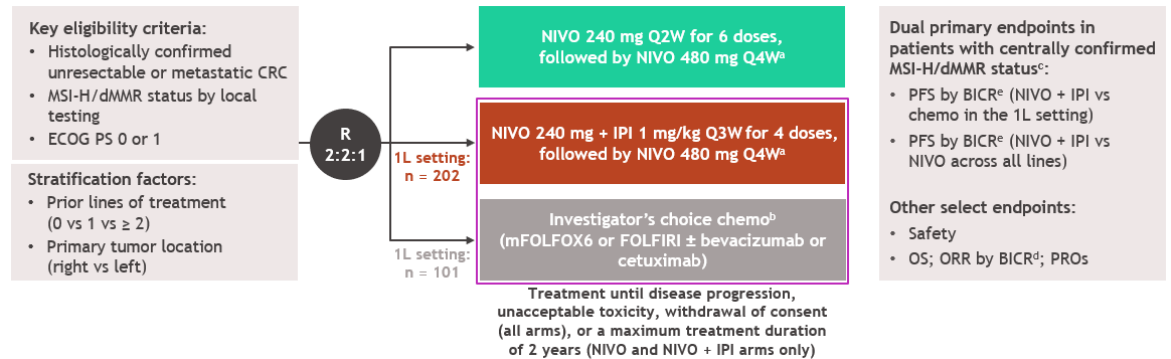 Key eligibility criteria:
• Histologically confirmed
unresectable or metastatic CRC
• MSI-H/dMMR status by local
testing
• ECOG PS 0 or 1
Stratification factors:
• Prior lines of treatment
(0 vs 1 vs ≥ 2)
• Primary tumor location
(right vs left)
R
2:2:1
1L setting:
n = 202
1L setting:
n = 101
NIVO 240 mg Q2W for 6 doses,
followed by NIVO 480 mg Q4Wᵃ
NIVO 240 mg + IPI 1 mg/kg Q3W for 4 doses,
followed by NIVO 480 mg Q4Wᵃ
Investigator's choice chemoᵇ
(mFOLFOX6 or FOLFIRI ± bevacizumab or
cetuximab)
Treatment until disease progression,
unacceptable toxicity, withdrawal of consent
(all arms), or a maximum treatment duration
of 2 years (NIVO and NIVO + IPI arms only)
Dual primary endpoints in
patients with centrally confirmed
MSI-H/dMMR statusᶜ:
• PFS by BICRᵉ (NIVO + IPI vs
chemo in the 1L setting)
• PFS by BICRᵉ (NIVO + IPI vs
NIVO across all lines)
Other select endpoints:
• Safety
• OS; ORR by BICRᵈ; PROs